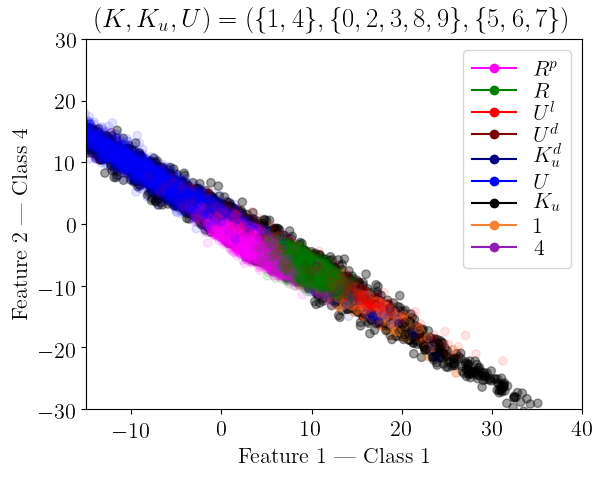 (K, K_u, U) = ({1, 4}, {0, 2, 3, 8, 9}, {5, 6, 7})
30
20
10
0
−10
−20
−30
−10
0
10
20
30
40
Feature 2 — Class 4
Feature 1 — Class 1
R^p
R
U^l
U^d
K_u^d
U
K_u
1
4